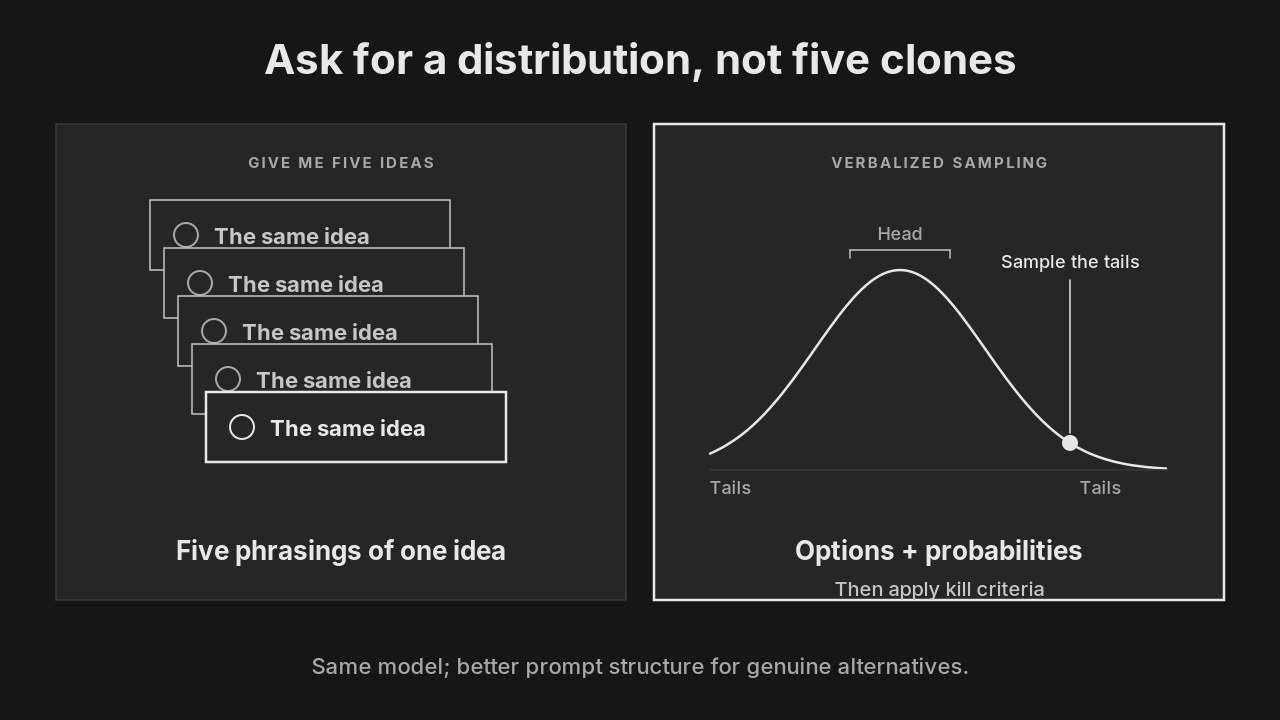 Ask for a distribution, not five clones
GIVE ME FIVE IDEAS
The same idea
The same idea
The same idea
The same idea
The same idea
Five phrasings of one idea
VERBALIZED SAMPLING
Head
Sample the tails
Tails
Tails
Options + probabilities
Then apply kill criteria
Same model; better prompt structure for genuine alternatives.